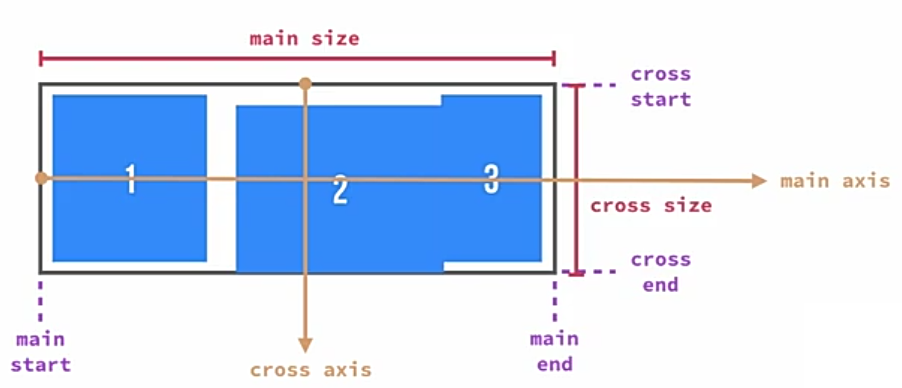 main size
cross
start
1
2
3
main axis
cross size
cross
end
main
start
main
end
cross axis